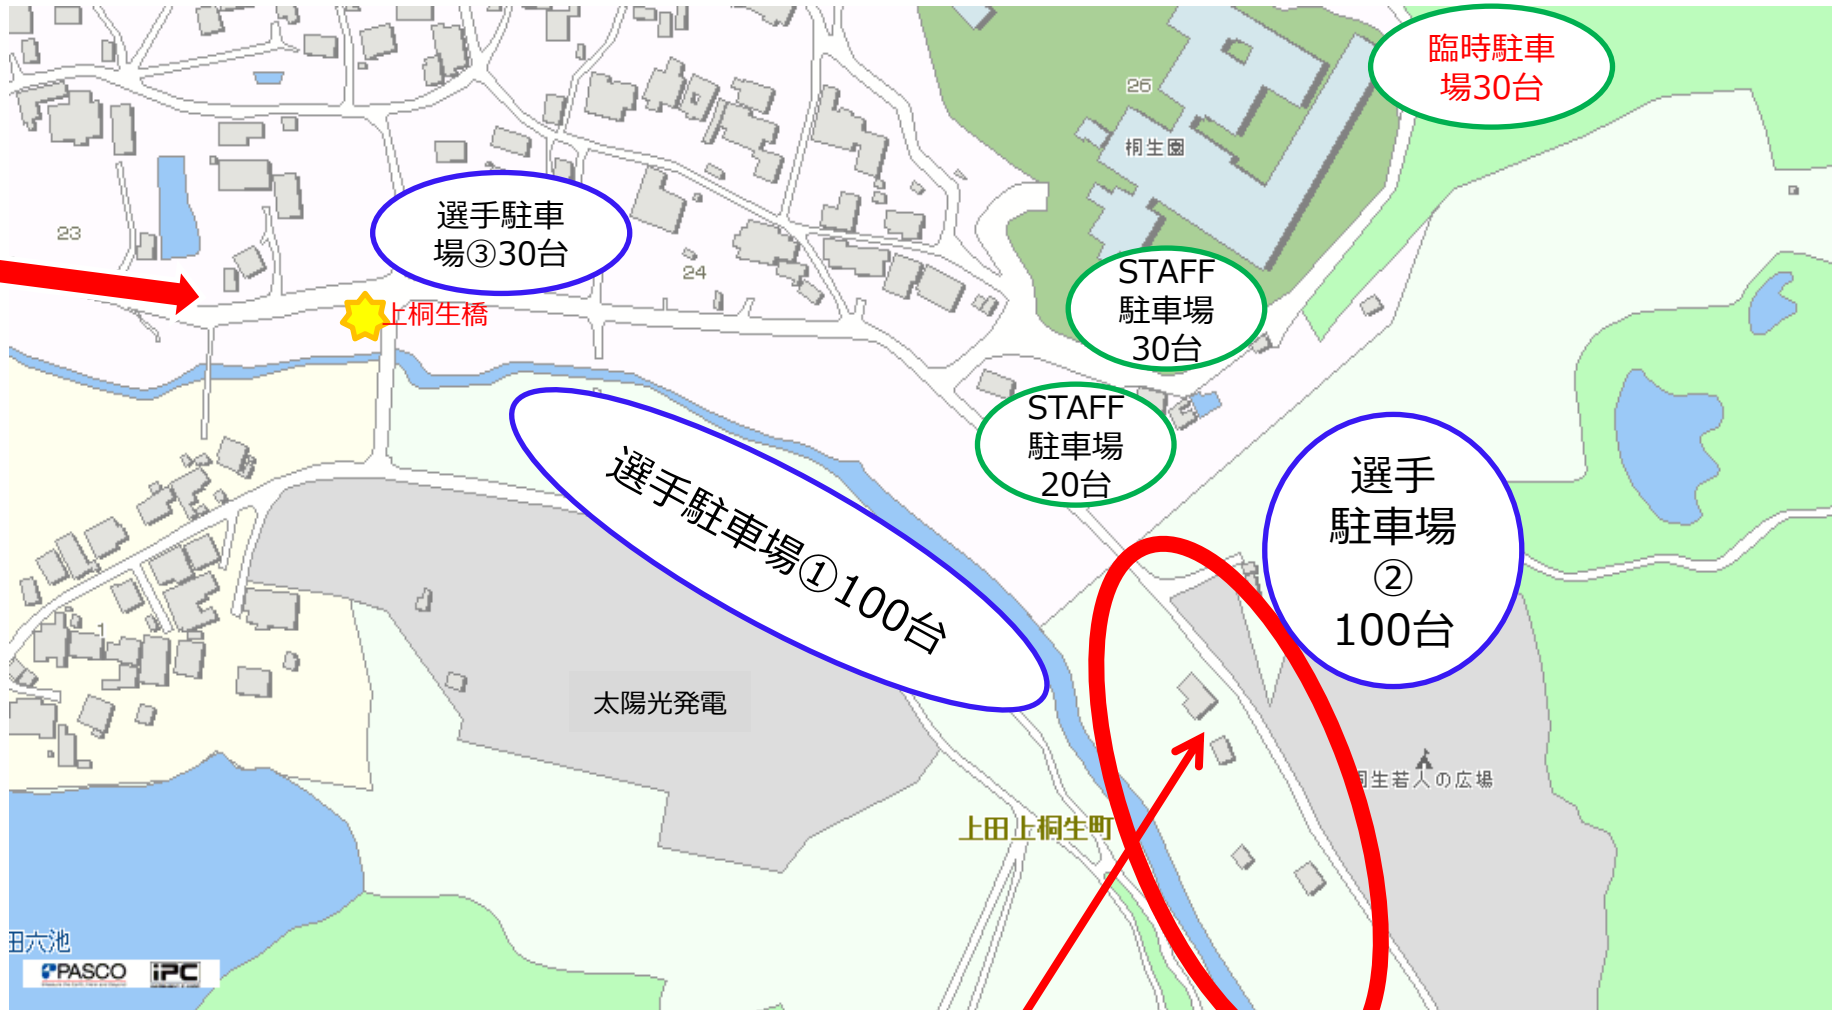 臨時駐車
場30台
26
桐生園
選手駐車
場③30台
23
24
上桐生橋
STAFF
駐車場
30台
STAFF
駐車場
20台
選手駐車場①100台
選手
駐車場
②
100台
1
太陽光発電
生若人の広場
上田上桐生町
田六池
PASCO
iPC